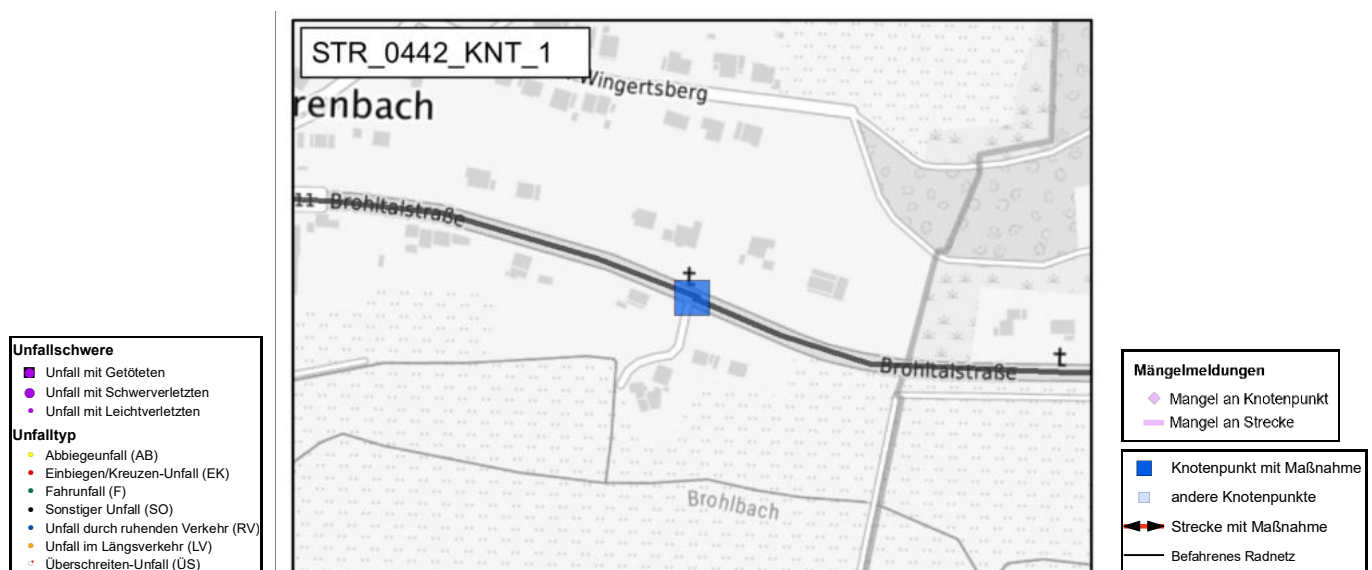 STR_0442_KNT_1
Wingertsberg
renbach
11 Brohltalstraße
Brohltalstraße
Brohlbach
Unfallschwere
Unfall mit Getöteten
Unfall mit Schwerverletzten
Unfall mit Leichtverletzten
Unfalltyp
Abbiegeunfall (AB)
Einbiegen/Kreuzen-Unfall (EK)
Fahrunfall (F)
Sonstiger Unfall (SO)
Unfall durch ruhenden Verkehr (RV)
Unfall im Längsverkehr (LV)
Überschreiten-Unfall (ÜS)
Mängelmeldungen
Mangel an Knotenpunkt
Mangel an Strecke
Knotenpunkt mit Maßnahme
andere Knotenpunkte
Strecke mit Maßnahme
Befahrenes Radnetz